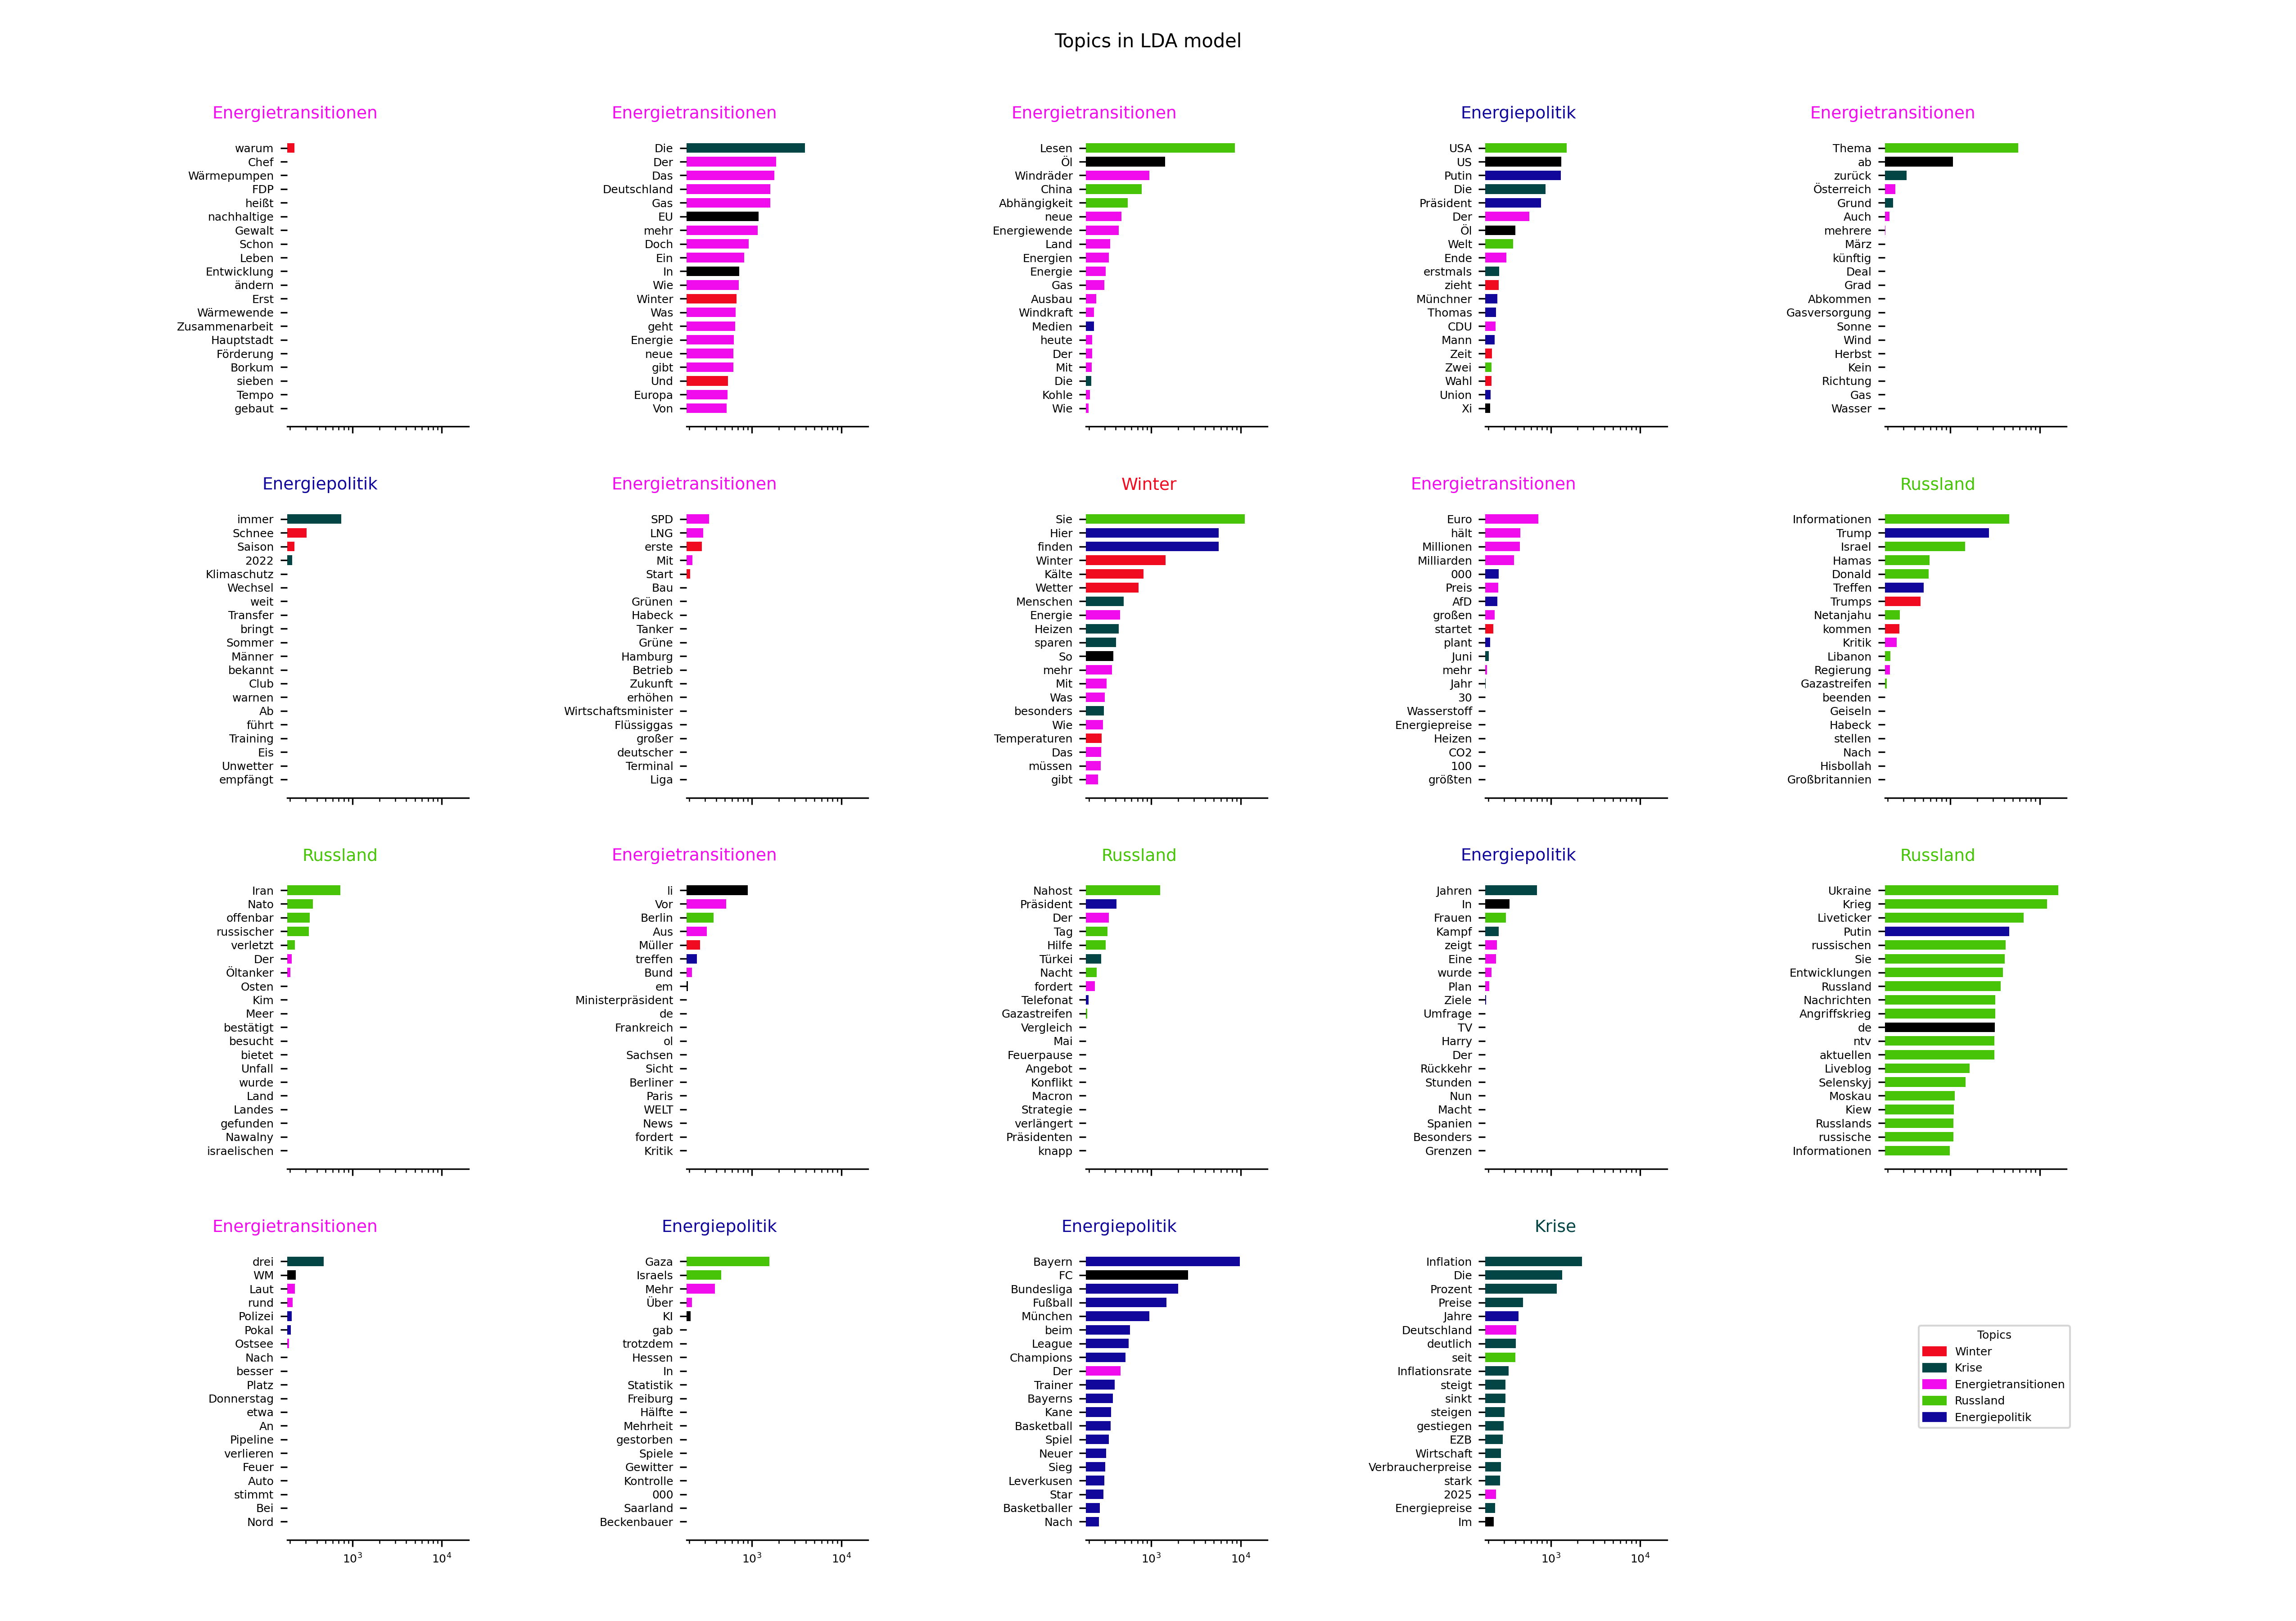 Topics in LDA model
Energietransitionen
warum
Chef
Wärmepumpen
FDP
heißt
nachhaltige
Gewalt
Schon
Leben
Entwicklung
ändern
Erst
Wärmewende
Zusammenarbeit
Hauptstadt
Förderung
Borkum
sieben
Tempo
gebaut
Energietransitionen
Die
Der
Das
Deutschland
Gas
EU
mehr
Doch
Ein
In
Wie
Winter
Was
geht
Energie
neue
gibt
Und
Europa
Von
Energietransitionen
Lesen
Öl
Windräder
China
Abhängigkeit
neue
Energiewende
Land
Energien
Energie
Gas
Ausbau
Windkraft
Medien
heute
Der
Mit
Die
Kohle
Wie
Energiepolitik
USA
US
Putin
Die
Präsident
Der
Öl
Welt
Ende
erstmals
zieht
Münchner
Thomas
CDU
Mann
Zeit
Zwei
Wahl
Union
Xi
Energietransitionen
Thema
ab
zurück
Österreich
Grund
Auch
mehrere
März
künftig
Deal
Grad
Abkommen
Gasversorgung
Sonne
Wind
Herbst
Kein
Richtung
Gas
Wasser
Energiepolitik
immer
Schnee
Saison
2022
Klimaschutz
Wechsel
weit
Transfer
bringt
Sommer
Männer
bekannt
Club
warnen
Ab
führt
Training
Eis
Unwetter
empfängt
Energietransitionen
SPD
LNG
erste
Mit
Start
Bau
Grünen
Habeck
Tanker
Grüne
Hamburg
Betrieb
Zukunft
erhöhen
Wirtschaftsminister
Flüssiggas
großer
deutscher
Terminal
Liga
Winter
Sie
Hier
finden
Winter
Kälte
Wetter
Menschen
Energie
Heizen
sparen
So
mehr
Mit
Was
besonders
Wie
Temperaturen
Das
müssen
gibt
Energietransitionen
Euro
hält
Millionen
Milliarden
000
Preis
AfD
großen
startet
plant
Juni
mehr
Jahr
30
Wasserstoff
Energiepreise
Heizen
CO2
100
größten
Russland
Informationen
Trump
Israel
Hamas
Donald
Treffen
Trumps
Netanjahu
kommen
Kritik
Libanon
Regierung
Gazastreifen
beenden
Geiseln
Habeck
stellen
Nach
Hisbollah
Großbritannien
Russland
Iran
Nato
offenbar
russischer
verletzt
Der
Öltanker
Osten
Kim
Meer
bestätigt
besucht
bietet
Unfall
wurde
Land
Landes
gefunden
Nawalny
israelischen
Energietransitionen
li
Vor
Berlin
Aus
Müller
treffen
Bund
em
Ministerpräsident
de
Frankreich
ol
Sachsen
Sicht
Berliner
Paris
WELT
News
fordert
Kritik
Russland
Nahost
Präsident
Der
Tag
Hilfe
Türkei
Nacht
fordert
Telefonat
Gazastreifen
Vergleich
Mai
Feuerpause
Angebot
Konflikt
Macron
Strategie
verlängert
Präsidenten
knapp
Energiepolitik
Jahren
In
Frauen
Kampf
zeigt
Eine
wurde
Plan
Ziele
Umfrage
TV
Harry
Der
Rückkehr
Stunden
Nun
Macht
Spanien
Besonders
Grenzen
Russland
Ukraine
Krieg
Liveticker
Putin
russischen
Sie
Entwicklungen
Russland
Nachrichten
Angriffskrieg
de
ntv
aktuellen
Liveblog
Selenskyj
Moskau
Kiew
Russlands
russische
Informationen
Energietransitionen
drei
WM
Laut
rund
Polizei
Pokal
Ostsee
Nach
besser
Platz
Donnerstag
etwa
An
Pipeline
verlieren
Feuer
Auto
stimmt
Bei
Nord
10³
10⁴
Energiepolitik
Gaza
Israels
Mehr
Über
KI
gab
trotzdem
Hessen
In
Statistik
Freiburg
Hälfte
Mehrheit
gestorben
Spiele
Gewitter
Kontrolle
000
Saarland
Beckenbauer
10³
10⁴
Energiepolitik
Bayern
FC
Bundesliga
Fußball
München
beim
League
Champions
Der
Trainer
Bayerns
Kane
Basketball
Spiel
Neuer
Sieg
Leverkusen
Star
Basketballer
Nach
10³
10⁴
Krise
Inflation
Die
Prozent
Preise
Jahre
Deutschland
deutlich
seit
Inflationsrate
steigt
sinkt
steigen
gestiegen
EZB
Wirtschaft
Verbraucherpreise
stark
2025
Energiepreise
Im
10³
10⁴
Topics
Winter
Krise
Energietransitionen
Russland
Energiepolitik